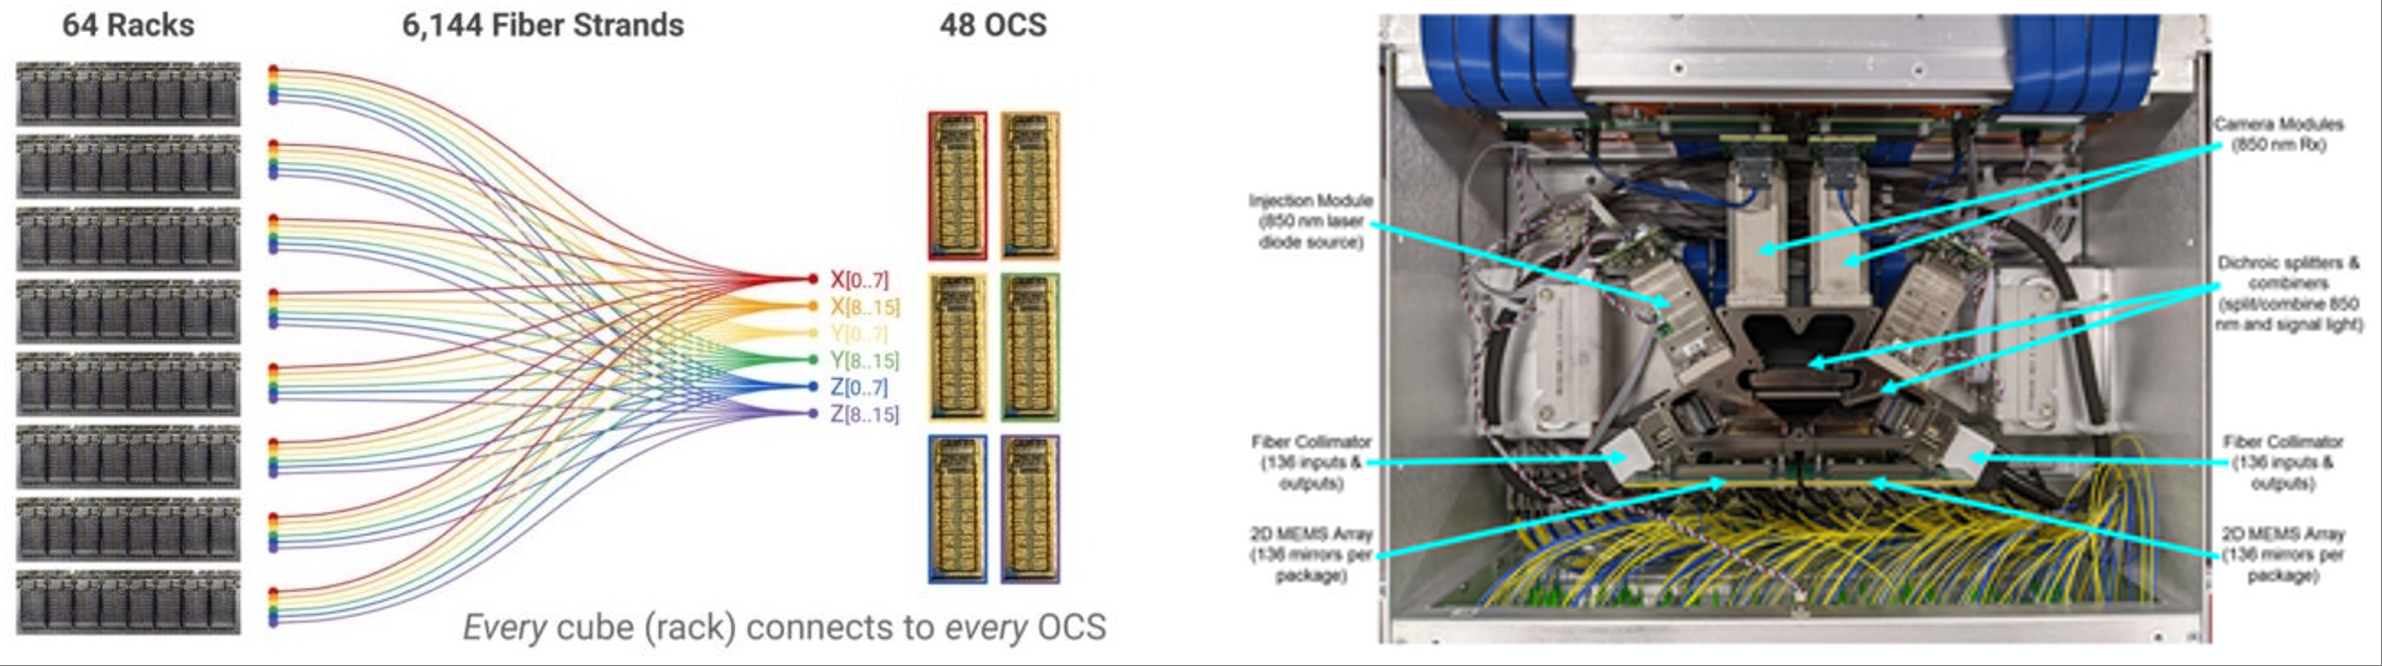 64 Racks
6,144 Fiber Strands
48 OCS
X[0..7]
X[8..15]
Y[0..7]
Y[8..15]
Z[0..7]
Z[8..15]
Every cube (rack) connects to every OCS
Injection Module
(850 nm laser
diode source)
Fiber Collimator
(136 inputs &
outputs)
2D MEMS Array
(136 mirrors per
package)
Camera Modules
(850 nm Rx)
Dichroic splitters &
combiners
(split/combine 850
nm and signal light)
Fiber Collimator
(136 inputs &
outputs)
2D MEMS Array
(136 mirrors per
package)